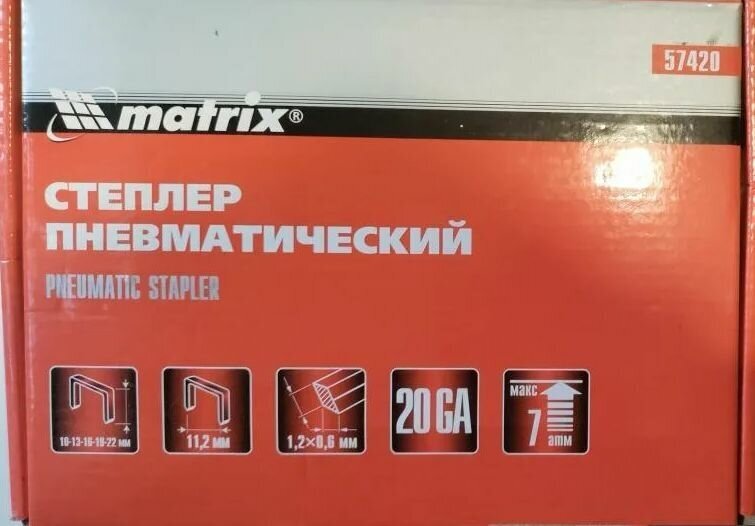 57420
matrix®
СТЕПЛЕР
ПНЕВМАТИЧЕСКИЙ
PNEUMATIC STAPLER
10-13-16-19-22 мм
11,2 мм
1,2×0,6 мм
20 GA
макс
7 атм